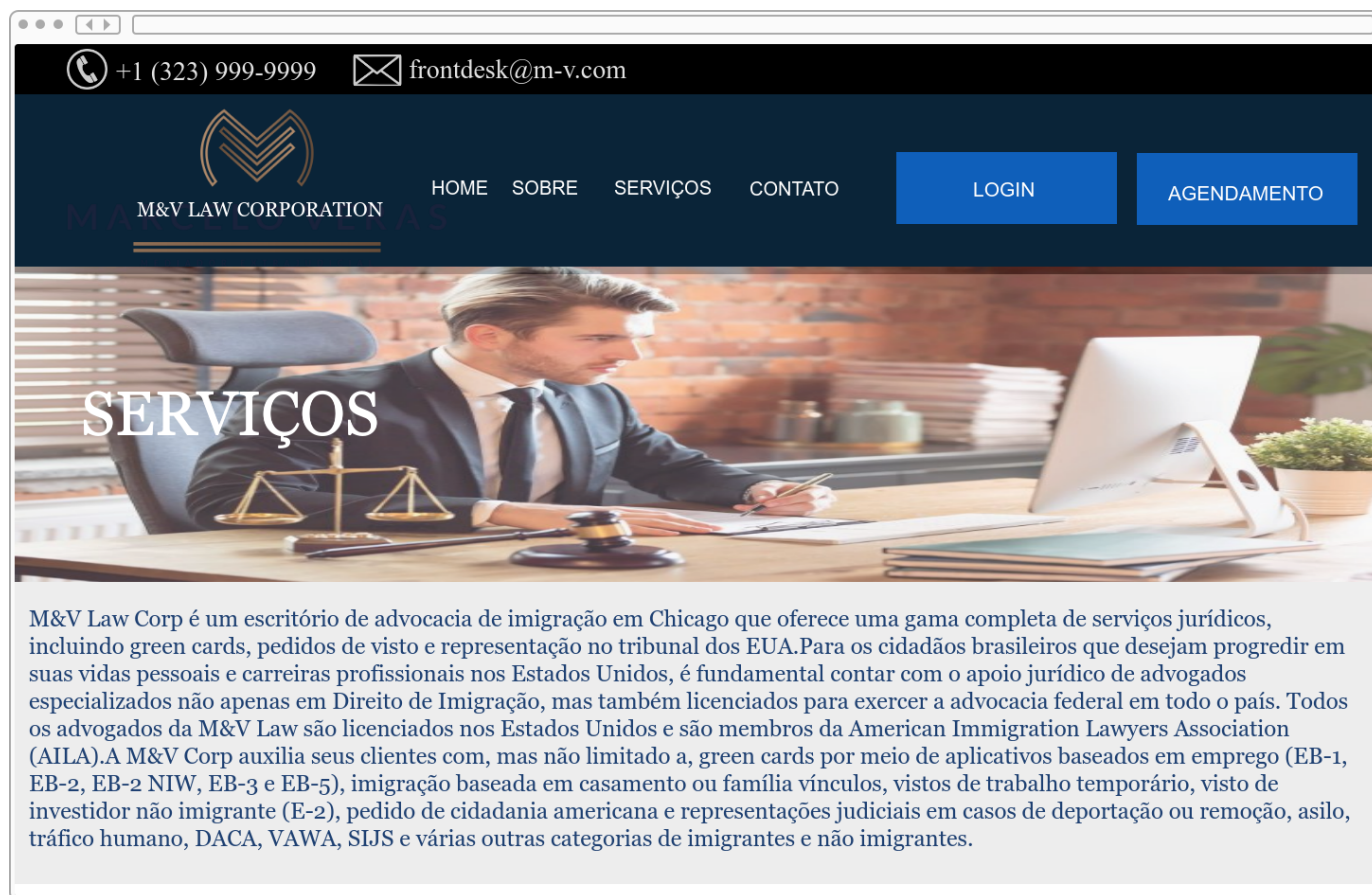 +1 (323) 999-9999 frontdesk@m-v.com
HOME SOBRE SERVIÇOS CONTATO LOGIN AGENDAMENTO
M&V LAW CORPORATION
SERVIÇOS
M&V Law Corp é um escritório de advocacia de imigração em Chicago que oferece uma gama completa de serviços jurídicos,
incluindo green cards, pedidos de visto e representação no tribunal dos EUA.Para os cidadãos brasileiros que desejam progredir em
suas vidas pessoais e carreiras profissionais nos Estados Unidos, é fundamental contar com o apoio jurídico de advogados
especializados não apenas em Direito de Imigração, mas também licenciados para exercer a advocacia federal em todo o país. Todos
os advogados da M&V Law são licenciados nos Estados Unidos e são membros da American Immigration Lawyers Association
(AILA).A M&V Corp auxilia seus clientes com, mas não limitado a, green cards por meio de aplicativos baseados em emprego (EB-1,
EB-2, EB-2 NIW, EB-3 e EB-5), imigração baseada em casamento ou família vínculos, vistos de trabalho temporário, visto de
investidor não imigrante (E-2), pedido de cidadania americana e representações judiciais em casos de deportação ou remoção, asilo,
tráfico humano, DACA, VAWA, SIJS e várias outras categorias de imigrantes e não imigrantes.